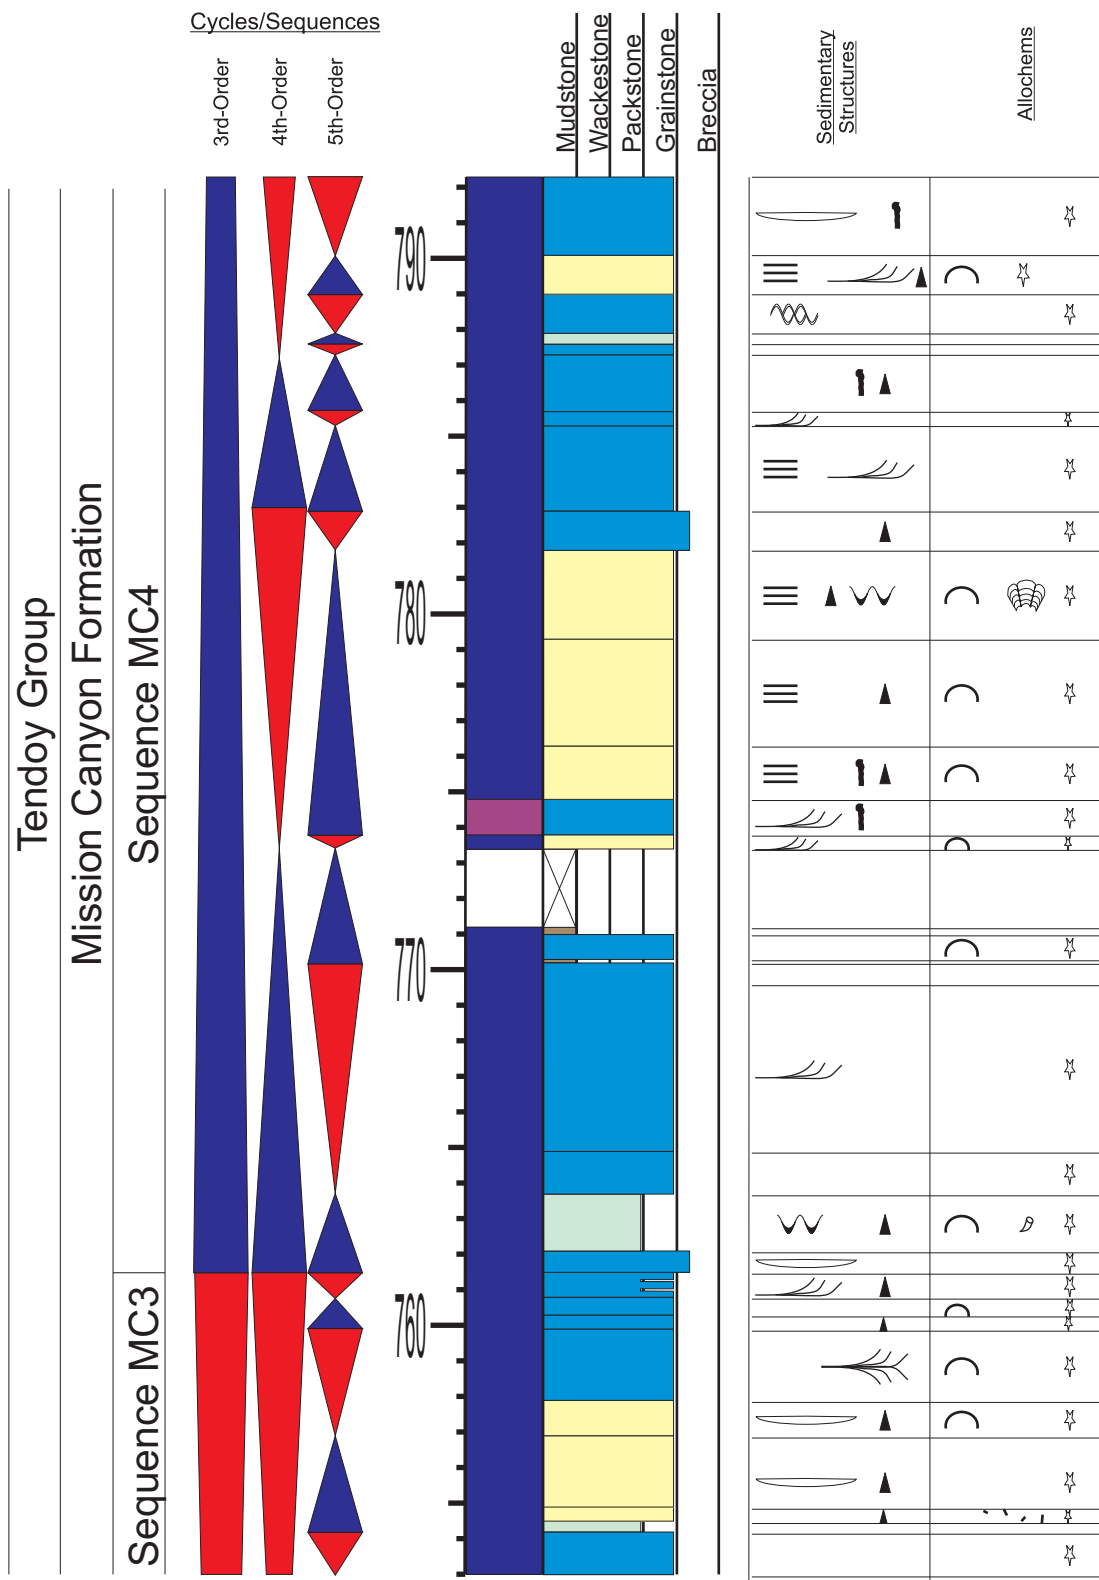 Cycles/Sequences
3rd-Order
4th-Order
5th-Order
Mudstone
Wackestone
Packstone
Grainstone
Breccia
Sedimentary
Structures
Allochems
Tendoy Group
Mission Canyon Formation
Sequence MC4
Sequence MC3
790
780
770
760